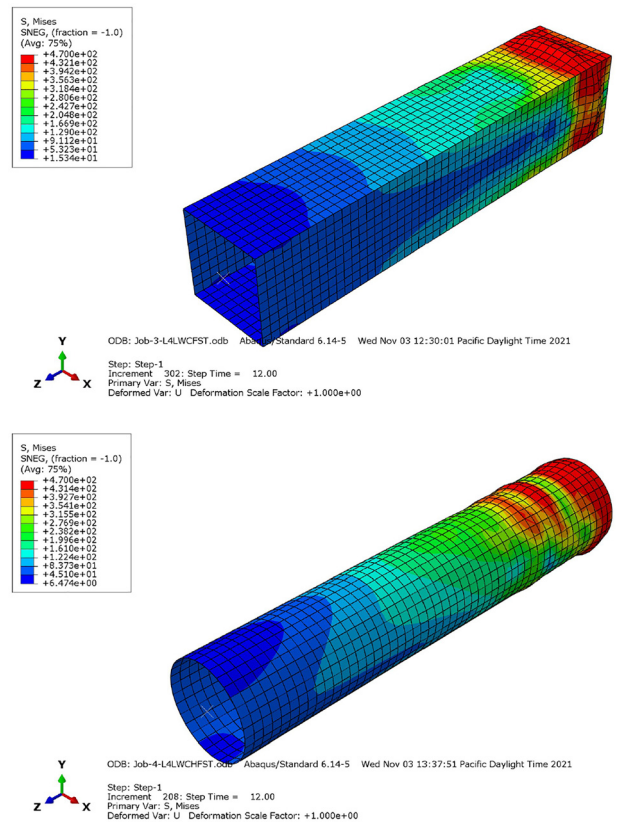 S, Mises
SNEG, (fraction = -1.0)
(Avg: 75%)
+4.700e+02
+4.321e+02
+3.942e+02
+3.563e+02
+3.184e+02
+2.806e+02
+2.427e+02
+2.048e+02
+1.669e+02
+1.290e+02
+9.112e+01
+5.323e+01
+1.534e+01
Y
Z
X
ODB: Job-3-L4LWCFST.odb Abaqus/Standard 6.14-5 Wed Nov 03 12:30:01 Pacific Daylight Time 2021
Step: Step-1
Increment 302: Step Time = 12.00
Primary Var: S, Mises
Deformed Var: U Deformation Scale Factor: +1.000e+00
S, Mises
SNEG, (fraction = -1.0)
(Avg: 75%)
+4.700e+02
+4.314e+02
+3.927e+02
+3.541e+02
+3.155e+02
+2.769e+02
+2.382e+02
+1.996e+02
+1.610e+02
+1.224e+02
+8.373e+01
+4.510e+01
+6.474e+00
Y
Z
X
ODB: Job-4-L4LWCHFST.odb Abaqus/Standard 6.14-5 Wed Nov 03 13:37:51 Pacific Daylight Time 2021
Step: Step-1
Increment 208: Step Time = 12.00
Primary Var: S, Mises
Deformed Var: U Deformation Scale Factor: +1.000e+00